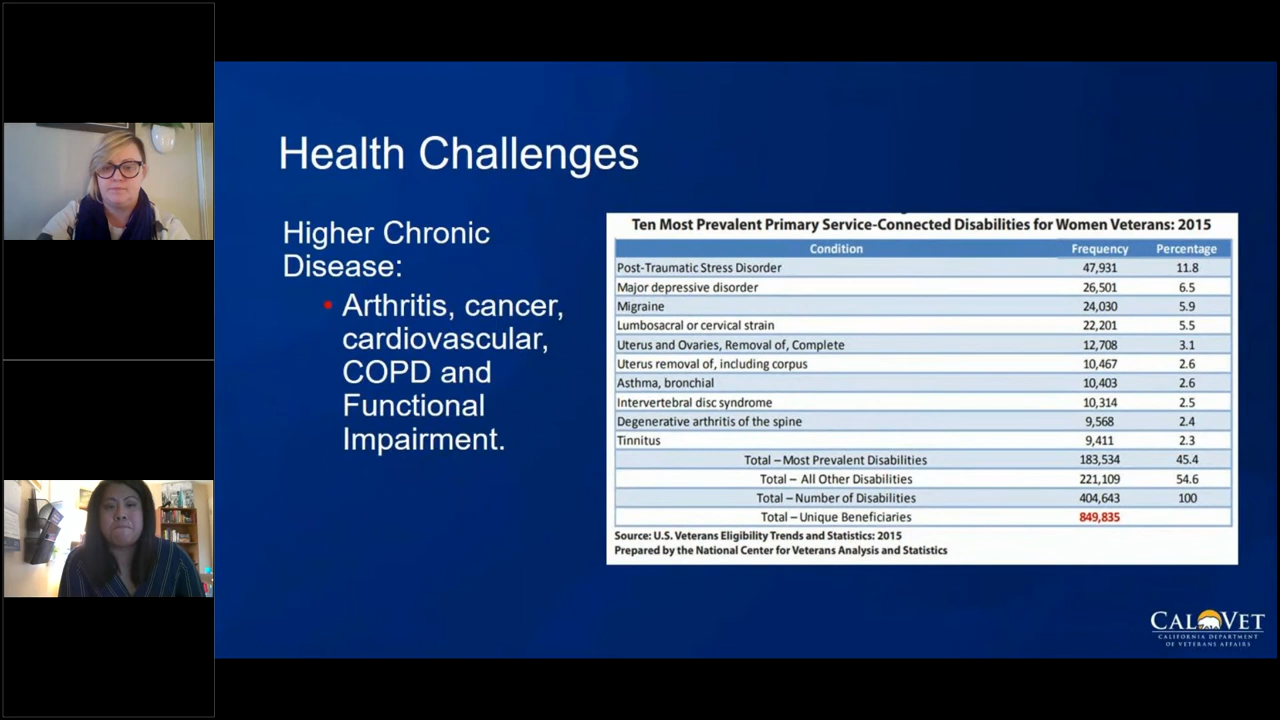 Health Challenges
Higher Chronic
Disease:
• Arthritis, cancer,
cardiovascular,
COPD and
Functional
Impairment.
Ten Most Prevalent Primary Service-Connected Disabilities for Women Veterans: 2015
Condition Frequency Percentage
Post-Traumatic Stress Disorder 47,931 11.8
Major depressive disorder 26,501 6.5
Migraine 24,030 5.9
Lumbosacral or cervical strain 22,201 5.5
Uterus and Ovaries, Removal of, Complete 12,708 3.1
Uterus removal of, including corpus 10,467 2.6
Asthma, bronchial 10,403 2.6
Intervertebral disc syndrome 10,314 2.5
Degenerative arthritis of the spine 9,568 2.4
Tinnitus 9,411 2.3
Total – Most Prevalent Disabilities 183,534 45.4
Total – All Other Disabilities 221,109 54.6
Total – Number of Disabilities 404,643 100
Total – Unique Beneficiaries 849,835
Source: U.S. Veterans Eligibility Trends and Statistics: 2015
Prepared by the National Center for Veterans Analysis and Statistics
CALVET
CALIFORNIA DEPARTMENT
OF VETERANS AFFAIRS